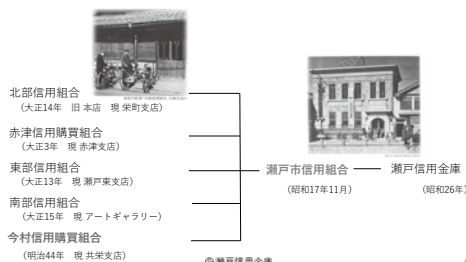 北部信用組合
（大正14年　旧 本店　現 栄町支店）
赤津信用購買組合
（大正3年　現 赤津支店）
東部信用組合
（大正13年　現 瀬戸東支店）
南部信用組合
（大正15年　現 アートギャラリー）
今村信用購買組合
（明治44年　現 共栄支店）
瀬戸市信用組合
（昭和17年11月）
瀬戸信用金庫
（昭和26年）